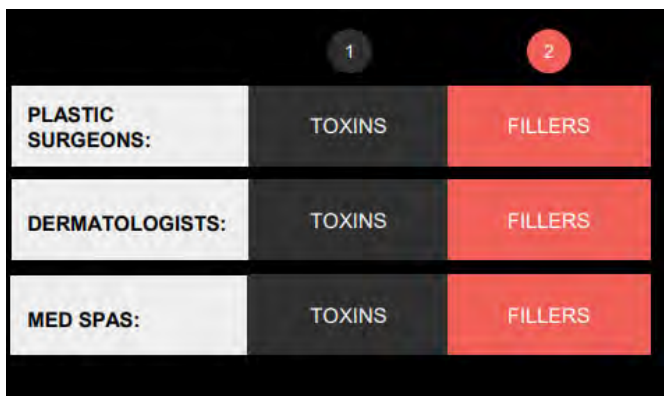 1 2
PLASTIC
SURGEONS: TOXINS FILLERS
DERMATOLOGISTS: TOXINS FILLERS
MED SPAS: TOXINS FILLERS